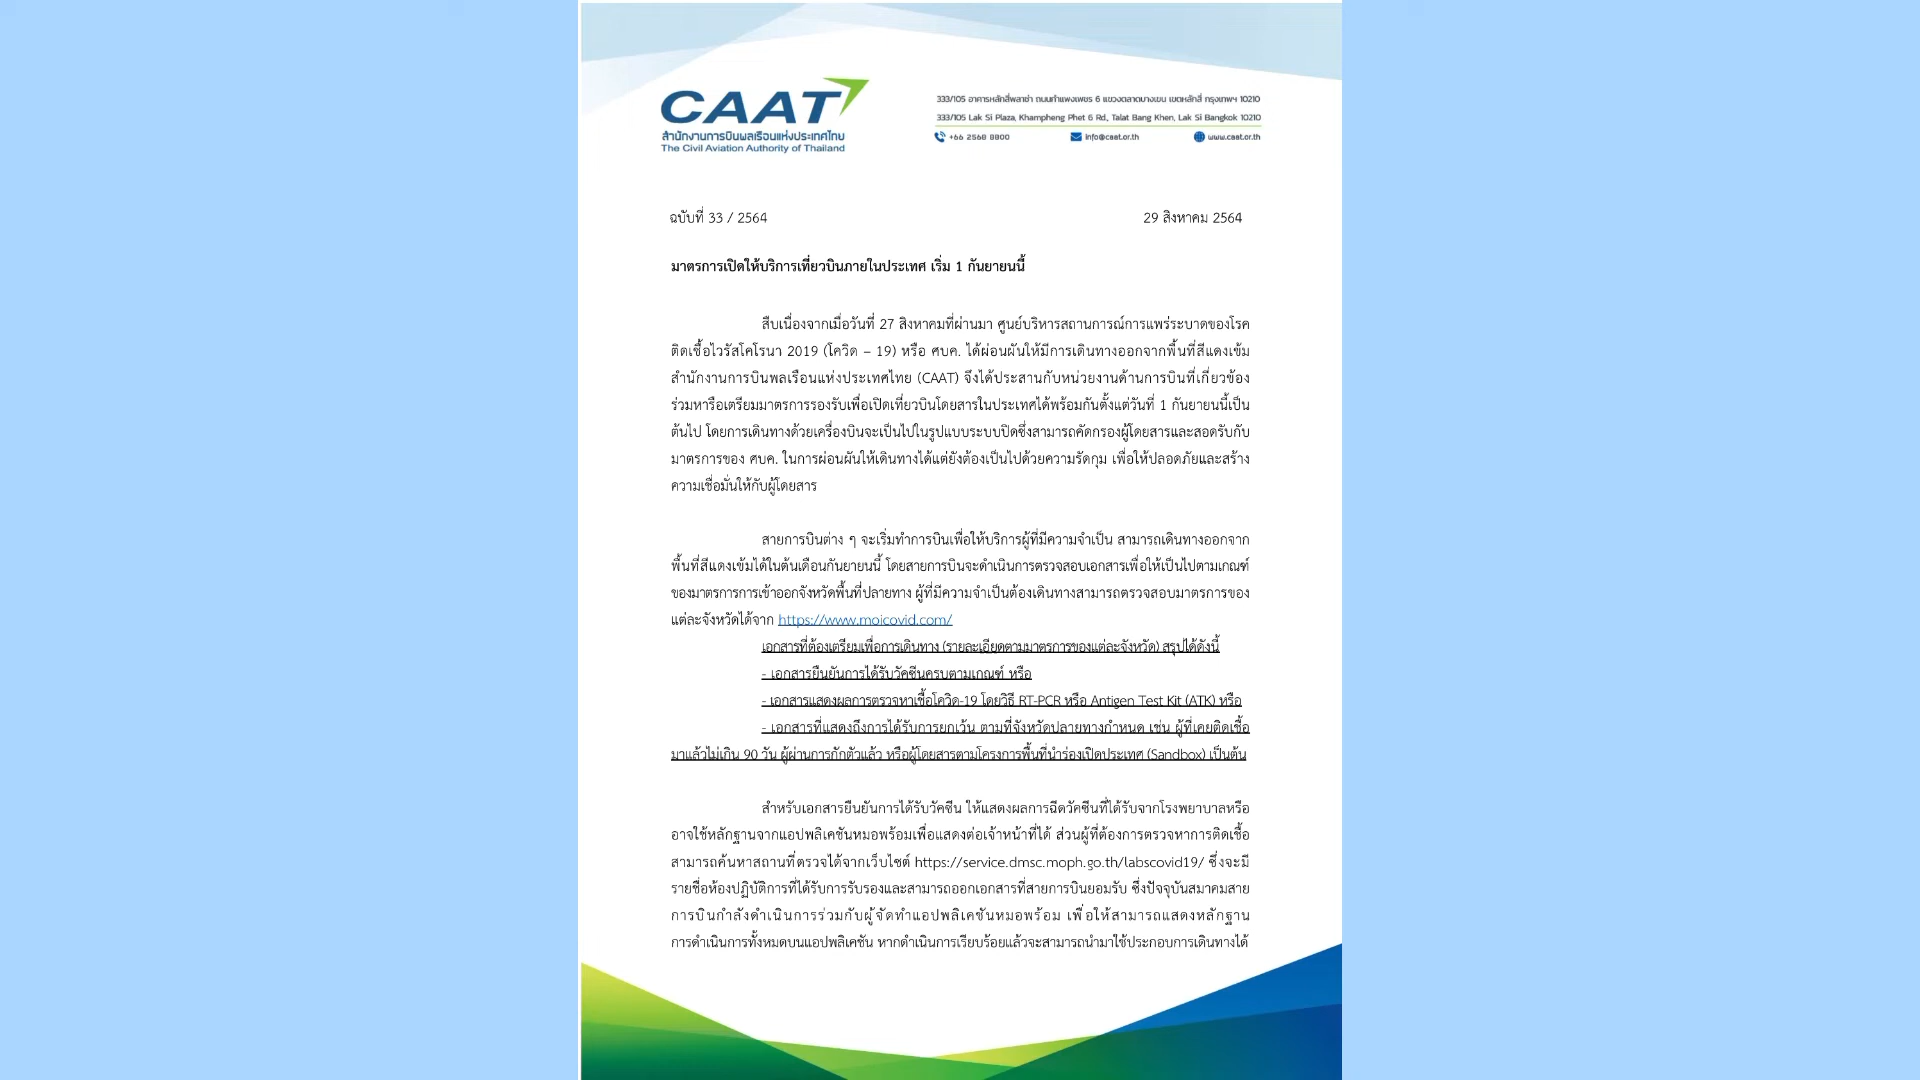 CAAT
สำนักงานการบินพลเรือนแห่งประเทศไทย
The Civil Aviation Authority of Thailand
333/105 อาคารหลักสี่พลาซ่า ถนนกำแพงเพชร 6 แขวงตลาดบางเขน เขตหลักสี่ กรุงเทพฯ 10210
333/105 Lak Si Plaza, Khampheng Phet 6 Rd., Talat Bang Khen, Lak Si Bangkok 10210
+66 2568 8800 info@caat.or.th www.caat.or.th
ฉบับที่ 33 / 2564 29 สิงหาคม 2564
มาตรการเปิดให้บริการเที่ยวบินภายในประเทศ เริ่ม 1 กันยายนนี้
สืบเนื่องจากเมื่อวันที่ 27 สิงหาคมที่ผ่านมา ศูนย์บริหารสถานการณ์การแพร่ระบาดของโรค
ติดเชื้อไวรัสโคโรนา 2019 (โควิด – 19) หรือ ศบค. ได้ผ่อนผันให้มีการเดินทางออกจากพื้นที่สีแดงเข้ม
สำนักงานการบินพลเรือนแห่งประเทศไทย (CAAT) จึงได้ประสานกับหน่วยงานด้านการบินที่เกี่ยวข้อง
ร่วมหารือเตรียมมาตรการรองรับเพื่อเปิดเที่ยวบินโดยสารในประเทศได้พร้อมกันตั้งแต่วันที่ 1 กันยายนนี้เป็น
ต้นไป โดยการเดินทางด้วยเครื่องบินจะเป็นไปในรูปแบบระบบปิดซึ่งสามารถคัดกรองผู้โดยสารและสอดรับกับ
มาตรการของ ศบค. ในการผ่อนผันให้เดินทางได้แต่ยังต้องเป็นไปด้วยความรัดกุม เพื่อให้ปลอดภัยและสร้าง
ความเชื่อมั่นให้กับผู้โดยสาร
สายการบินต่าง ๆ จะเริ่มทำการบินเพื่อให้บริการผู้ที่มีความจำเป็น สามารถเดินทางออกจาก
พื้นที่สีแดงเข้มได้ในต้นเดือนกันยายนนี้ โดยสายการบินจะดำเนินการตรวจสอบเอกสารเพื่อให้เป็นไปตามเกณฑ์
ของมาตรการการเข้าออกจังหวัดพื้นที่ปลายทาง ผู้ที่มีความจำเป็นต้องเดินทางสามารถตรวจสอบมาตรการของ
แต่ละจังหวัดได้จาก https://www.moicovid.com/
เอกสารที่ต้องเตรียมเพื่อการเดินทาง (รายละเอียดตามมาตรการของแต่ละจังหวัด) สรุปได้ดังนี้
- เอกสารยืนยันการได้รับวัคซีนครบตามเกณฑ์ หรือ
- เอกสารแสดงผลการตรวจหาเชื้อโควิด-19 โดยวิธี RT-PCR หรือ Antigen Test Kit (ATK) หรือ
- เอกสารที่แสดงถึงการได้รับการยกเว้น ตามที่จังหวัดปลายทางกำหนด เช่น ผู้ที่เคยติดเชื้อ
มาแล้วไม่เกิน 90 วัน ผู้ผ่านการกักตัวแล้ว หรือผู้โดยสารตามโครงการพื้นที่นำร่องเปิดประเทศ (Sandbox) เป็นต้น
สำหรับเอกสารยืนยันการได้รับวัคซีน ให้แสดงผลการฉีดวัคซีนที่ได้รับจากโรงพยาบาลหรือ
อาจใช้หลักฐานจากแอปพลิเคชันหมอพร้อมเพื่อแสดงต่อเจ้าหน้าที่ได้ ส่วนผู้ที่ต้องการตรวจหาการติดเชื้อ
สามารถค้นหาสถานที่ตรวจได้จากเว็บไซต์ https://service.dmsc.moph.go.th/labscovid19/ ซึ่งจะมี
รายชื่อห้องปฏิบัติการที่ได้รับการรับรองและสามารถออกเอกสารที่สายการบินยอมรับ ซึ่งปัจจุบันสมาคมสาย
การบินกำลังดำเนินการร่วมกับผู้จัดทำแอปพลิเคชันหมอพร้อม เพื่อให้สามารถแสดงหลักฐาน
การดำเนินการทั้งหมดบนแอปพลิเคชัน หากดำเนินการเรียบร้อยแล้วจะสามารถนำมาใช้ประกอบการเดินทางได้